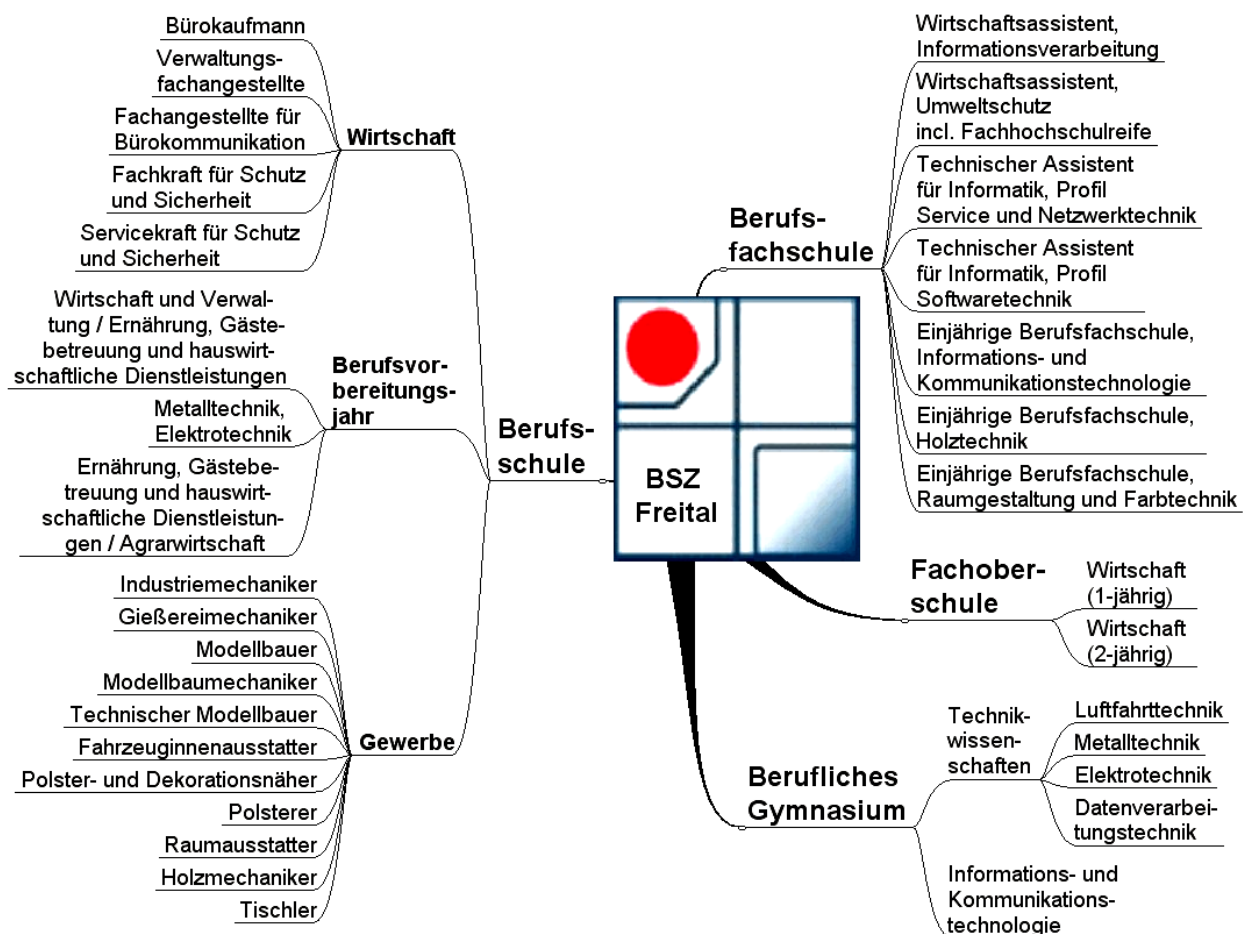 Bürokaufmann
Verwaltungs-
fachangestellte
Fachangestellte für
Bürokommunikation
Fachkraft für Schutz
und Sicherheit
Servicekraft für Schutz
und Sicherheit
Wirtschaft
Wirtschaft und Verwal-
tung / Ernährung, Gäste-
betreuung und hauswirt-
schaftliche Dienstleistungen
Metalltechnik,
Elektrotechnik
Ernährung, Gästebe-
treuung und hauswirt-
schaftliche Dienstleistun-
gen / Agrarwirtschaft
Berufsvor-
bereitungs-
jahr
Industriemechaniker
Gießereimechaniker
Modellbauer
Modellbaumechaniker
Technischer Modellbauer
Fahrzeuginnenausstatter
Polster- und Dekorationsnäher
Polsterer
Raumausstatter
Holzmechaniker
Tischler
Gewerbe
Berufs-
schule
BSZ
Freital
Berufs-
fachschule
Wirtschaftsassistent,
Informationsverarbeitung
Wirtschaftsassistent,
Umweltschutz
incl. Fachhochschulreife
Technischer Assistent
für Informatik, Profil
Service und Netzwerktechnik
Technischer Assistent
für Informatik, Profil
Softwaretechnik
Einjährige Berufsfachschule,
Informations- und
Kommunikationstechnologie
Einjährige Berufsfachschule,
Holztechnik
Einjährige Berufsfachschule,
Raumgestaltung und Farbtechnik
Fachober-
schule
Wirtschaft
(1-jährig)
Wirtschaft
(2-jährig)
Berufliches
Gymnasium
Technik-
wissen-
schaften
Luftfahrttechnik
Metalltechnik
Elektrotechnik
Datenverarbei-
tungstechnik
Informations- und
Kommunikations-
technologie